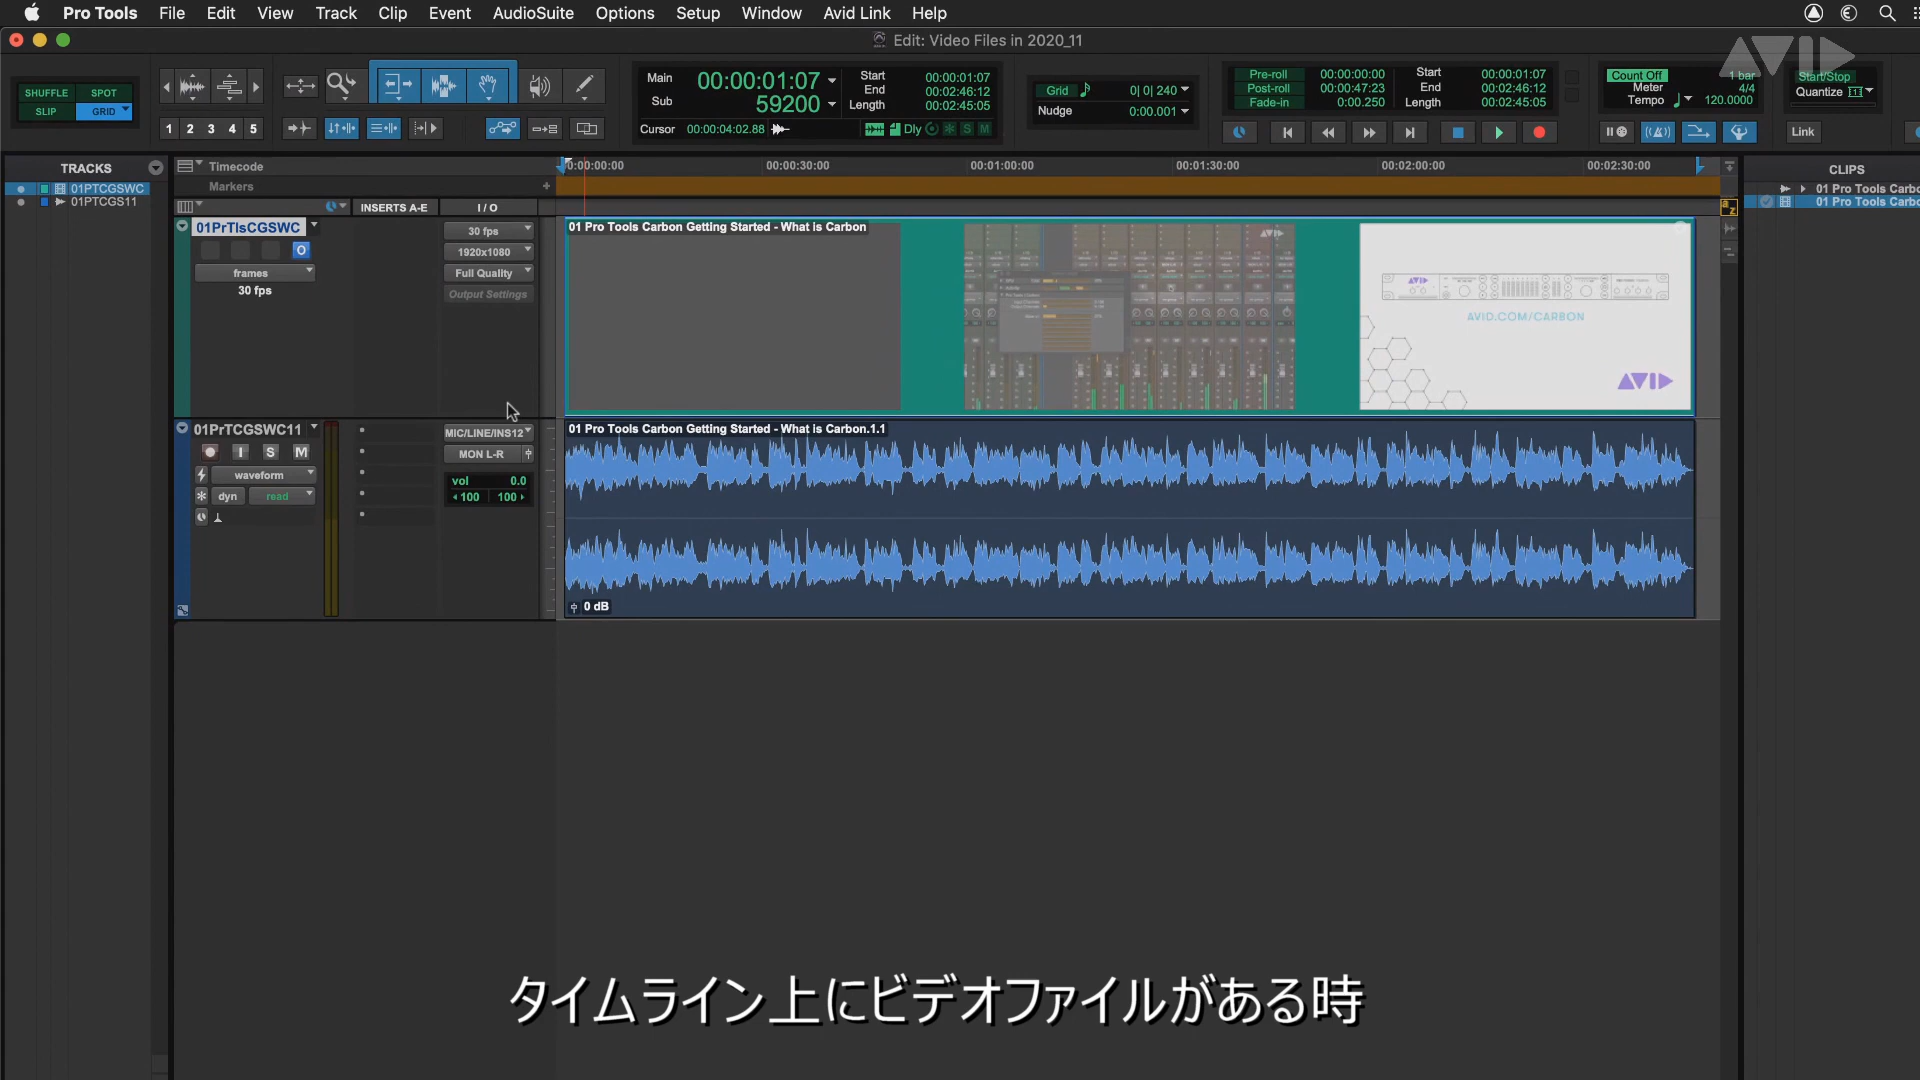 Pro Tools File Edit View Track Clip Event AudioSuite Options Setup Window Avid Link Help
Edit: Video Files in 2020_11
AVID
SHUFFLE SPOT
SLIP GRID
1 2 3 4 5
Main 00:00:01:07
Sub 59200
Start 00:00:01:07
End 00:02:46:12
Length 00:02:45:05
Cursor 00:00:04:02.88
Dly S M
Grid 0| 0| 240
Nudge 0:00.001
Pre-roll 00:00:00:00
Post-roll 00:00:47:23
Fade-in 0:00.250
Start 00:00:01:07
End 00:02:46:12
Length 00:02:45:05
Count Off 1 bar
Meter 4/4
Tempo 120.0000
Start/Stop
Quantize
Link
TRACKS
01PTCGSWC
01PTCGS11
Timecode 0:00:00:00 00:00:30:00 00:01:00:00 00:01:30:00 00:02:00:00 00:02:30:00
Markers
INSERTS A-E I / O
CLIPS
01 Pro Tools Carbo
01 Pro Tools Carbo
a z
01PrTlsCGSWC
O
frames
30 fps
30 fps
1920x1080
Full Quality
Output Settings
01 Pro Tools Carbon Getting Started - What is Carbon
AVID
AVID
AVID.COM/CARBON
AVID
01PrTCGSWC11
I S M
waveform
dyn read
MIC/LINE/INS12
MON L-R
vol 0.0
100 100
01 Pro Tools Carbon Getting Started - What is Carbon.1.1
0 dB
タイムライン上にビデオファイルがある時